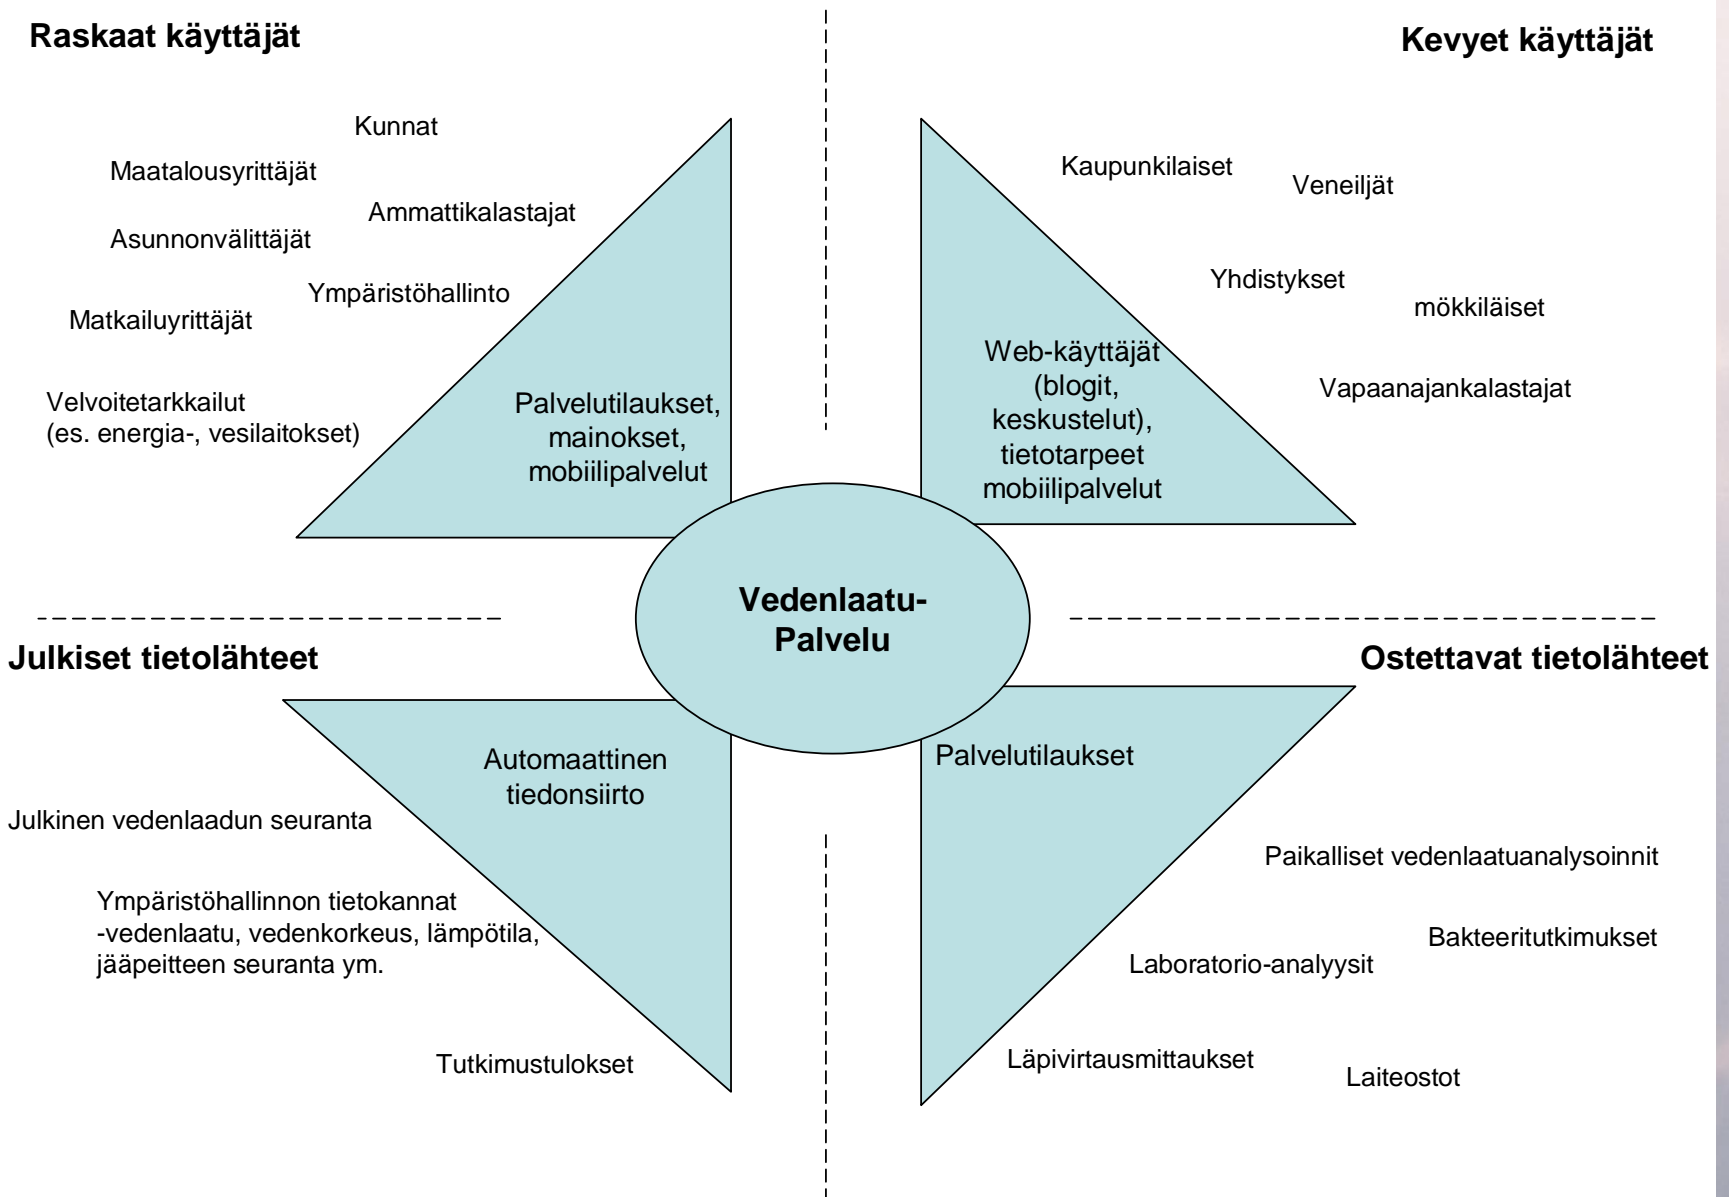 Raskaat käyttäjät
Kevyet käyttäjät
Kunnat
Maatalousyrittäjät
Ammattikalastajat
Asunnonvälittäjät
Ympäristöhallinto
Matkailuyrittäjät
Velvoitetarkkailut
(es. energia-, vesilaitokset)
Palvelutilaukset,
mainokset,
mobiilipalvelut
Kaupunkilaiset
Veneiljät
Yhdistykset
mökkiläiset
Vapaanajankalastajat
Web-käyttäjät
(blogit,
keskustelut),
tietotarpeet
mobiilipalvelut
Vedenlaatu-
Palvelu
Julkiset tietolähteet
Ostettavat tietolähteet
Automaattinen
tiedonsiirto
Julkinen vedenlaadun seuranta
Ympäristöhallinnon tietokannat
-vedenlaatu, vedenkorkeus, lämpötila,
jääpeitteen seuranta ym.
Tutkimustulokset
Palvelutilaukset
Paikalliset vedenlaatuanalysoinnit
Bakteeritutkimukset
Laboratorio-analyysit
Läpivirtausmittaukset
Laiteostot